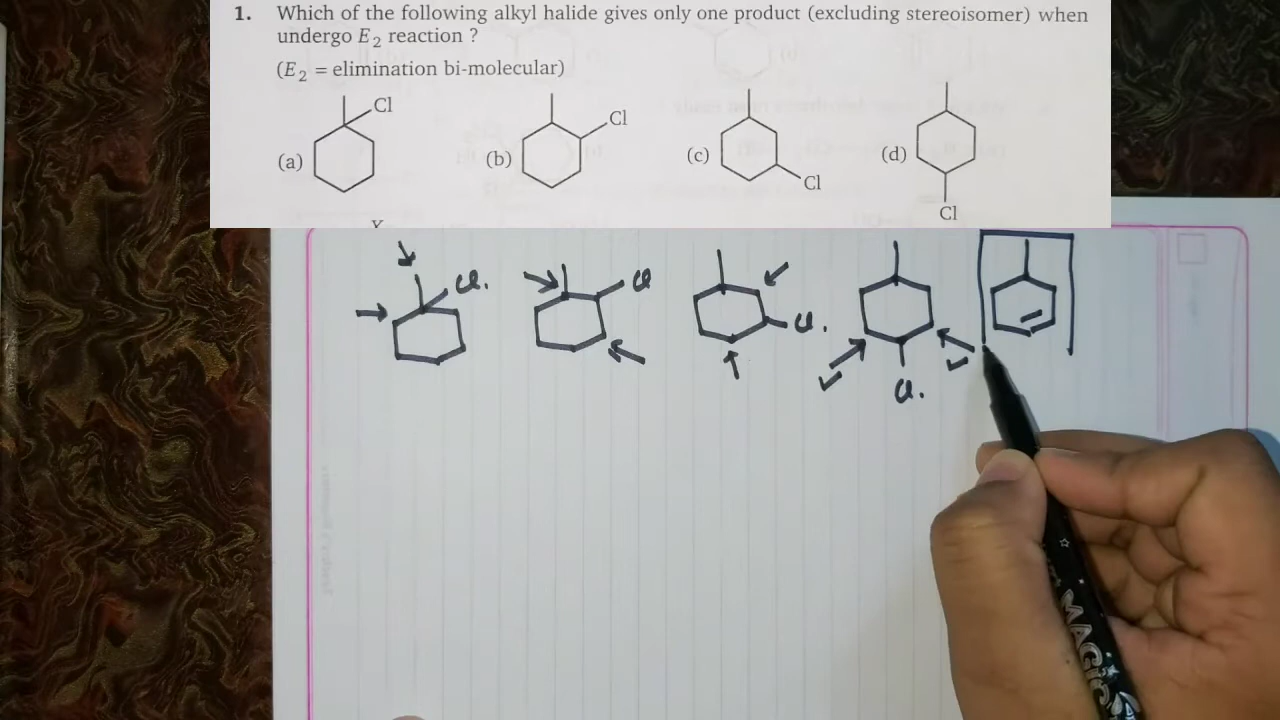 1. Which of the following alkyl halide gives only one product (excluding stereoisomer) when
undergo E₂ reaction ?
(E₂ = elimination bi-molecular)
(a) Cl
(b) Cl
(c) Cl
(d) Cl
Cl.
Cl
Cl.
Cl.
MAGIC